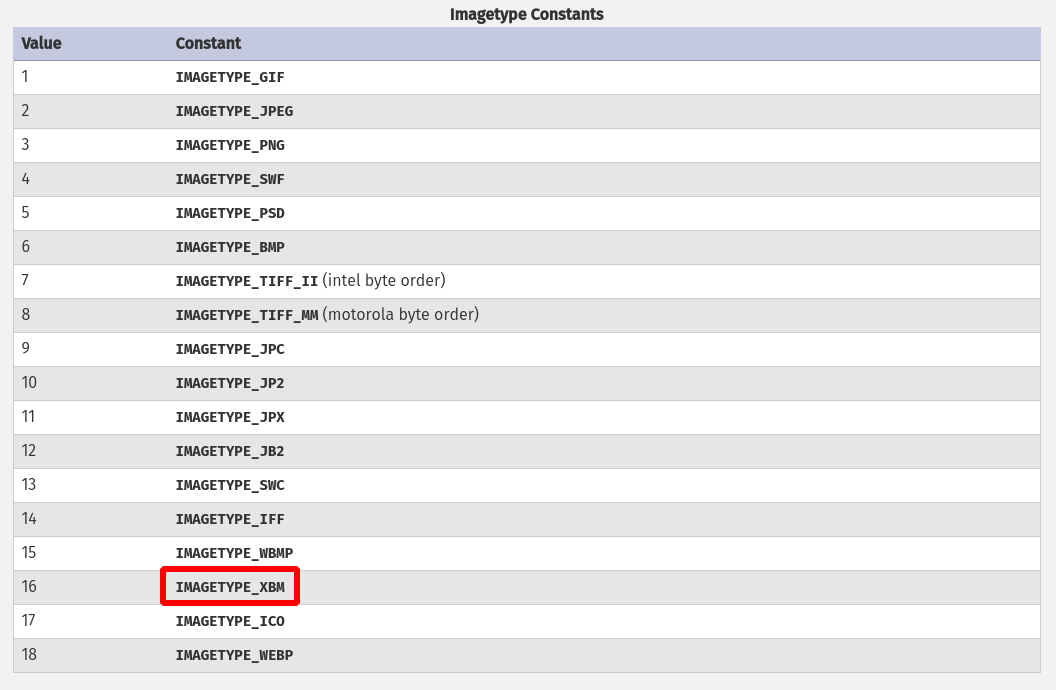 Imagetype Constants
Value Constant
1 IMAGETYPE_GIF
2 IMAGETYPE_JPEG
3 IMAGETYPE_PNG
4 IMAGETYPE_SWF
5 IMAGETYPE_PSD
6 IMAGETYPE_BMP
7 IMAGETYPE_TIFF_II (intel byte order)
8 IMAGETYPE_TIFF_MM (motorola byte order)
9 IMAGETYPE_JPC
10 IMAGETYPE_JP2
11 IMAGETYPE_JPX
12 IMAGETYPE_JB2
13 IMAGETYPE_SWC
14 IMAGETYPE_IFF
15 IMAGETYPE_WBMP
16 IMAGETYPE_XBM
17 IMAGETYPE_ICO
18 IMAGETYPE_WEBP